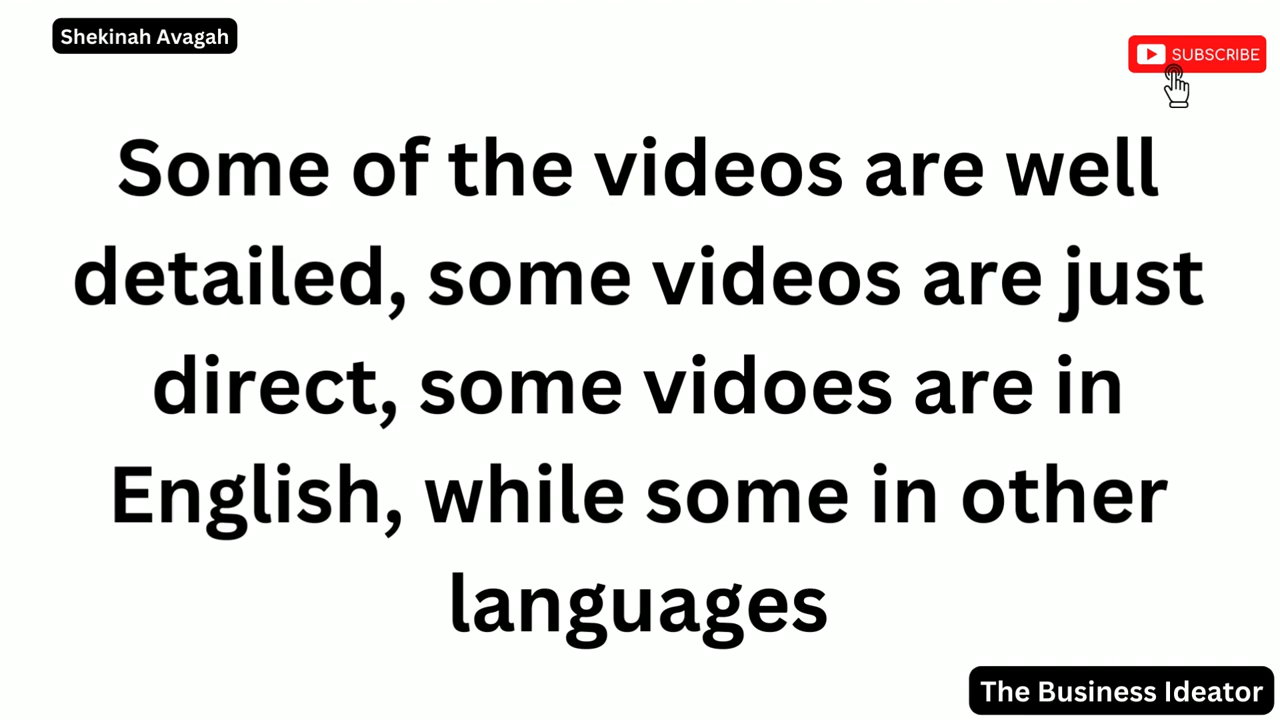 Shekinah Avagah
SUBSCRIBE
Some of the videos are well
detailed, some videos are just
direct, some vidoes are in
English, while some in other
languages
The Business Ideator